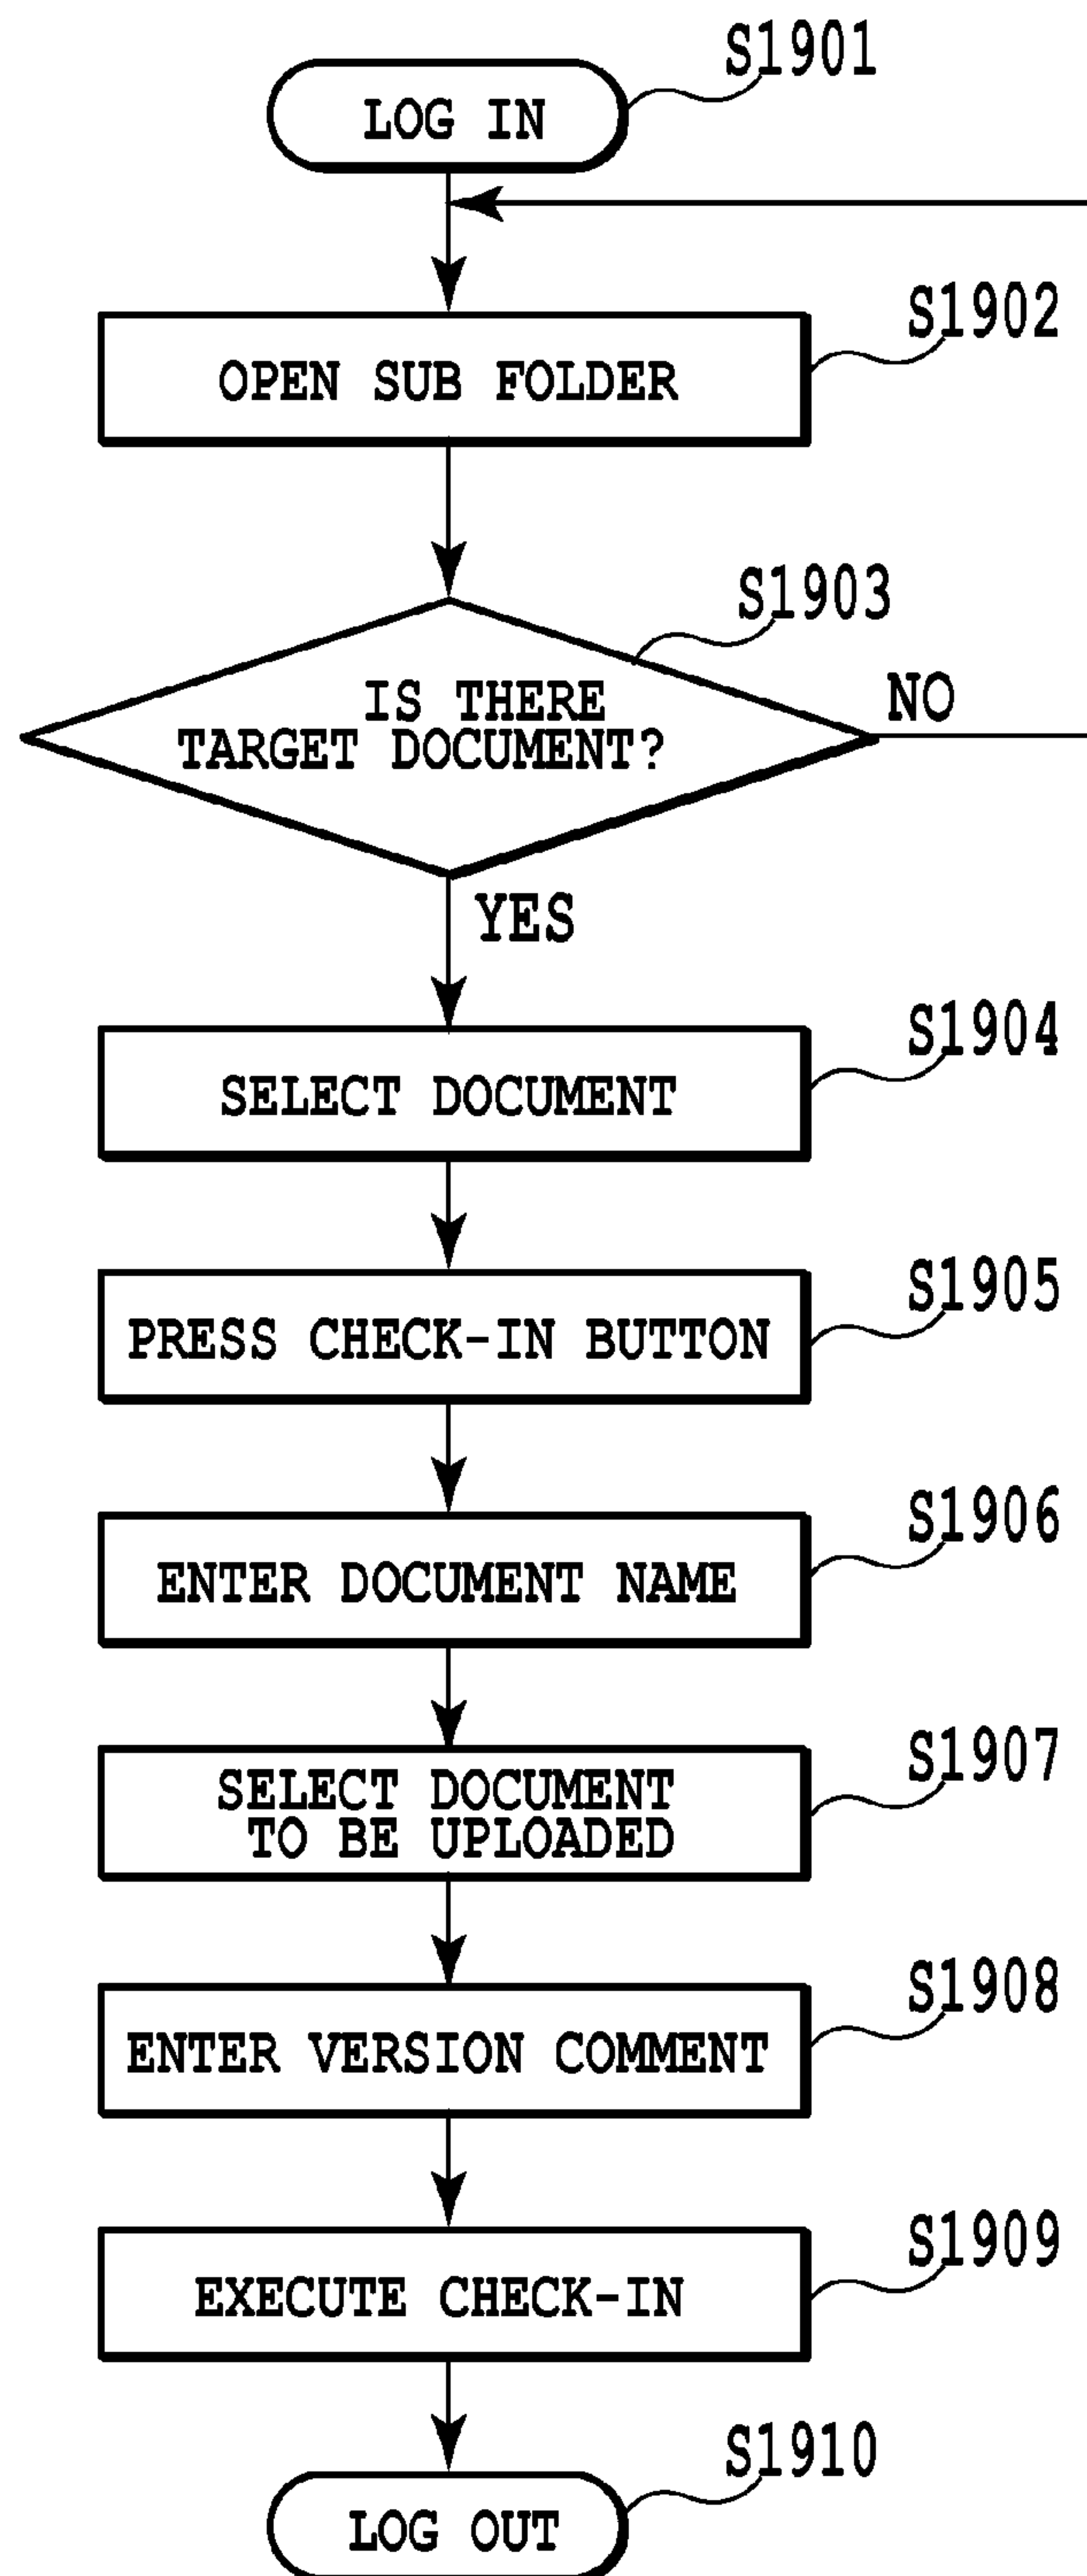 S1901
LOG IN
S1902
OPEN SUB FOLDER
S1903
IS THERE
TARGET DOCUMENT?
NO
YES
S1904
SELECT DOCUMENT
S1905
PRESS CHECK-IN BUTTON
S1906
ENTER DOCUMENT NAME
S1907
SELECT DOCUMENT
TO BE UPLOADED
S1908
ENTER VERSION COMMENT
S1909
EXECUTE CHECK-IN
S1910
LOG OUT